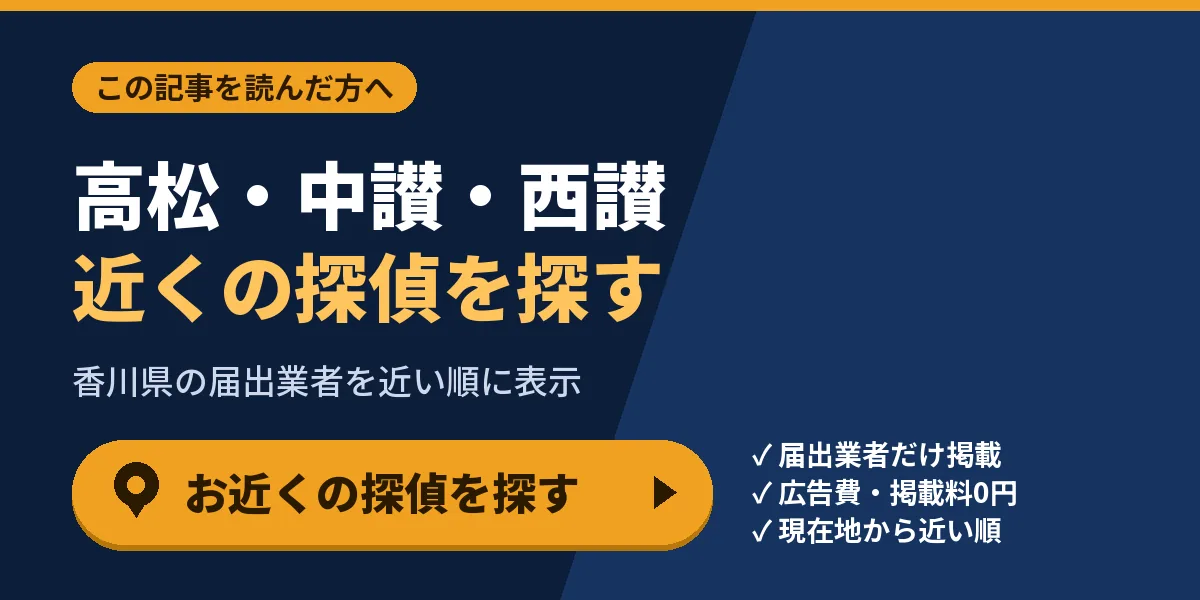 この記事を読んだ方へ
高松・中讃・西讃
近くの探偵を探す
香川県の届出業者を近い順に表示
お近くの探偵を探す
✓ 届出業者だけ掲載
✓ 広告費・掲載料0円
✓ 現在地から近い順